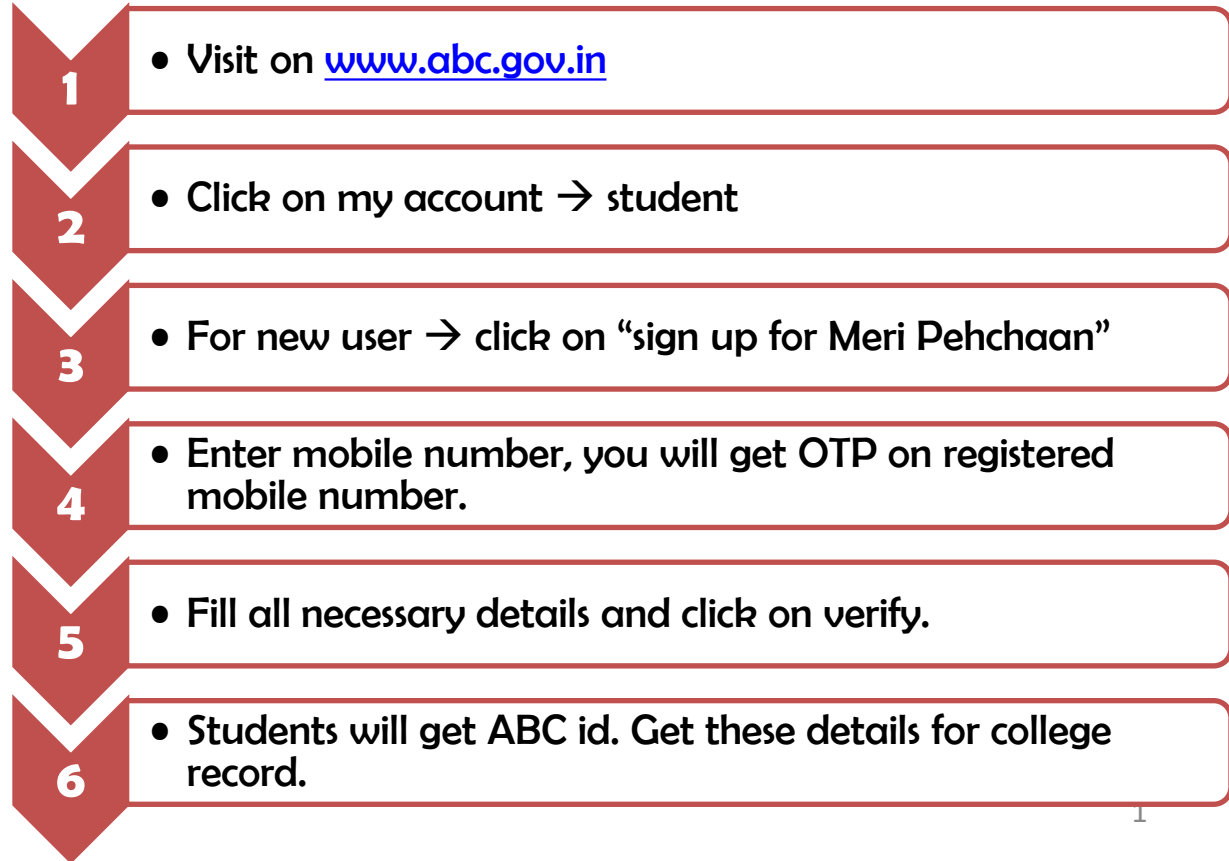 1
• Visit on www.abc.gov.in
2
• Click on my account → student
3
• For new user → click on “sign up for Meri Pehchaan”
4
• Enter mobile number, you will get OTP on registered
mobile number.
5
• Fill all necessary details and click on verify.
6
• Students will get ABC id. Get these details for college
record.
1